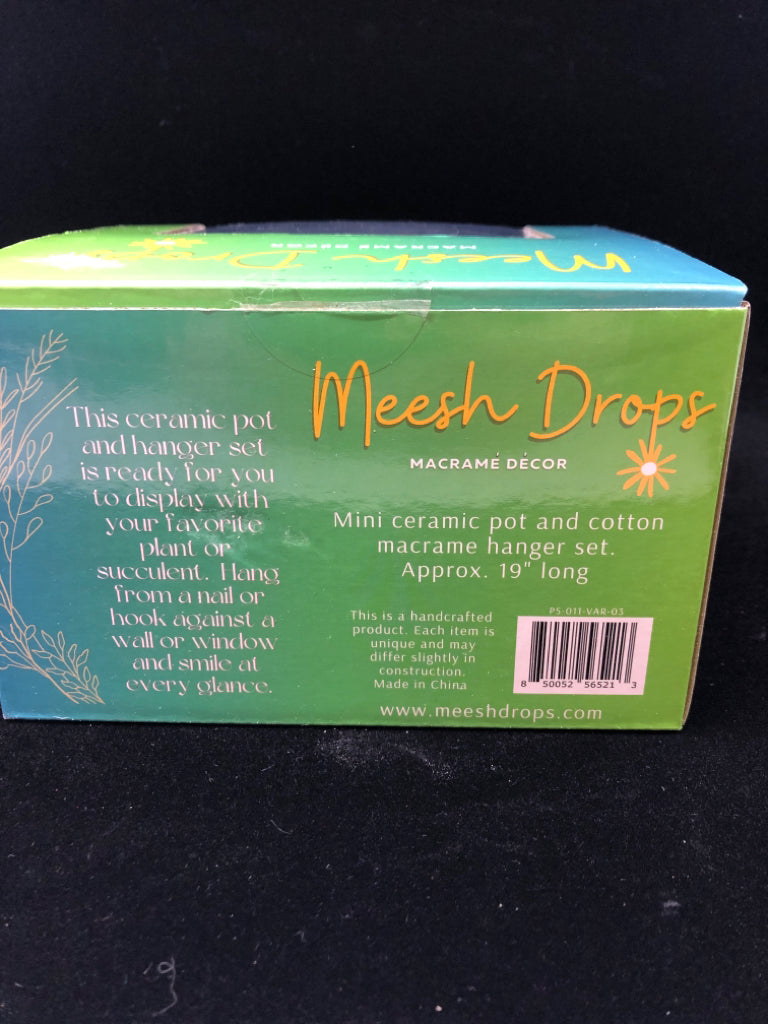 Meesh Drops
MACRAMÉ DÉCOR
This ceramic pot
and hanger set
is ready for you
to display with
your favorite
plant or
succulent. Hang
from a nail or
hook against a
wall or window
and smile at
every glance.
Meesh Drops
MACRAMÉ DÉCOR
Mini ceramic pot and cotton
macrame hanger set.
Approx. 19" long
This is a handcrafted
product. Each item is
unique and may
differ slightly in
construction.
Made in China
PS-011-VAR-03
8 50052 56521 3
www.meeshdrops.com